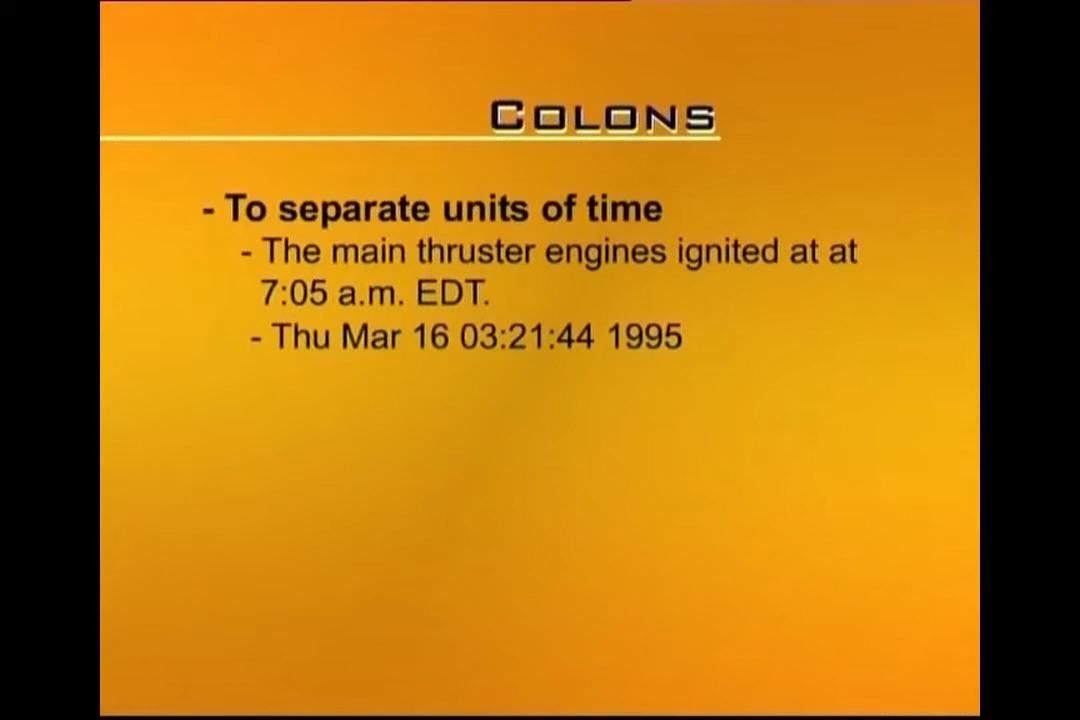 COLONS
- To separate units of time
- The main thruster engines ignited at at
7:05 a.m. EDT.
- Thu Mar 16 03:21:44 1995